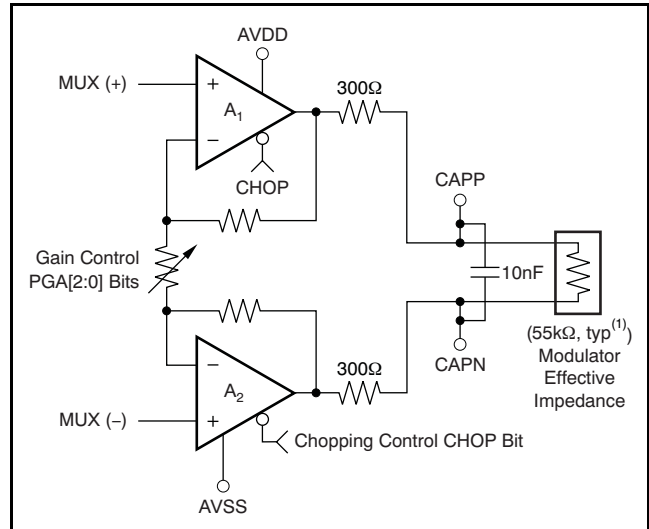 AVDD
MUX (+)
+
A1
−
300Ω
CHOP
CAPP
Gain Control
PGA[2:0] Bits
10nF
(55kΩ, typ(1))
Modulator
Effective
Impedance
CAPN
300Ω
−
A2
+
MUX (−)
Chopping Control CHOP Bit
AVSS